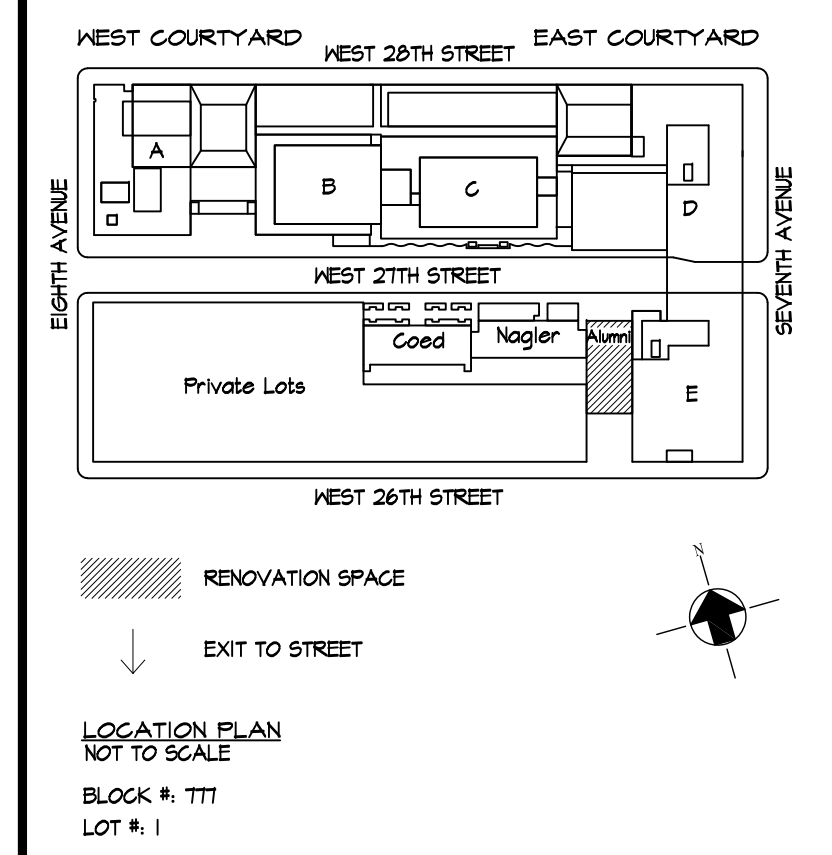 WEST COURTYARD
EAST COURTYARD
WEST 28TH STREET
EIGHTH AVENUE
A
B
C
D
SEVENTH AVENUE
WEST 27TH STREET
Coed
Nagler
Alumni
Private Lots
E
WEST 26TH STREET
N
RENOVATION SPACE
EXIT TO STREET
LOCATION PLAN
NOT TO SCALE
BLOCK #: 777
LOT #: 1